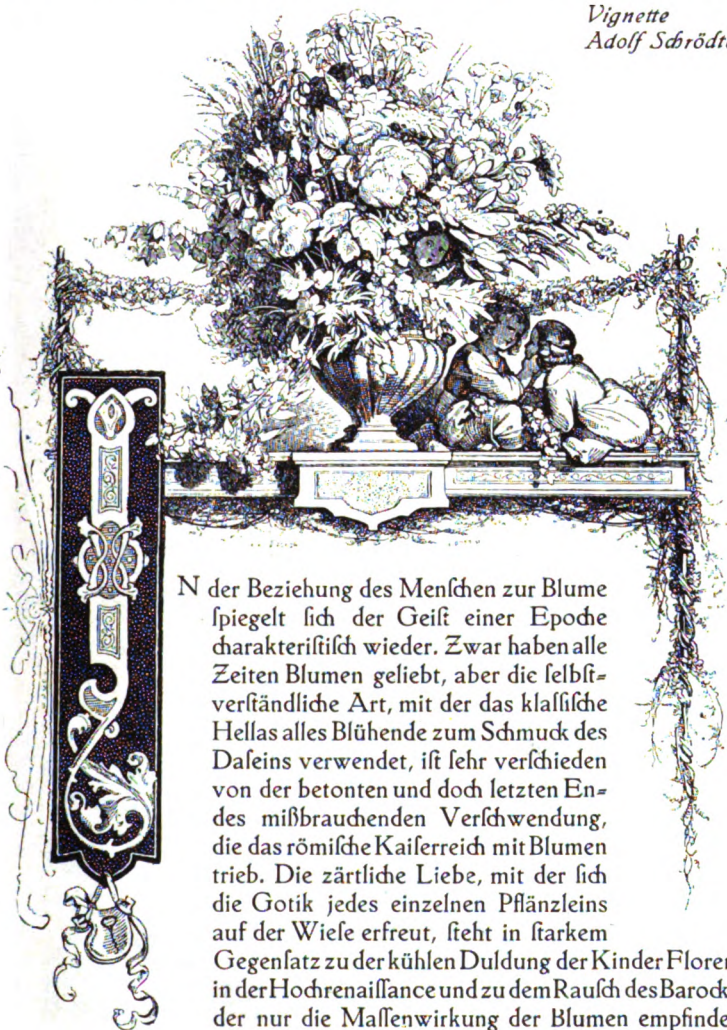 Vignette
Adolf Schrödt
N der Beziehung des Menſchen zur Blume
ſpiegelt ſich der Geiſt einer Epoche
charakteriſtiſch wieder. Zwar haben alle
Zeiten Blumen geliebt, aber die ſelbſt=
verſtändliche Art, mit der das klaſſiſche
Hellas alles Blühende zum Schmuck des
Daſeins verwendet, iſt ſehr verſchieden
von der betonten und doch letzten En=
des mißbrauchenden Verſchwendung,
die das römiſche Kaiſerreich mit Blumen
trieb. Die zärtliche Liebe, mit der ſich
die Gotik jedes einzelnen Pflänzleins
auf der Wieſe erfreut, ſteht in ſtarkem
Gegenſatz zu der kühlen Duldung der Kinder Floren
in der Hochrenaiſſance und zu dem Rauſch des Barock
der nur die Maſſenwirkung der Blumen empfinde